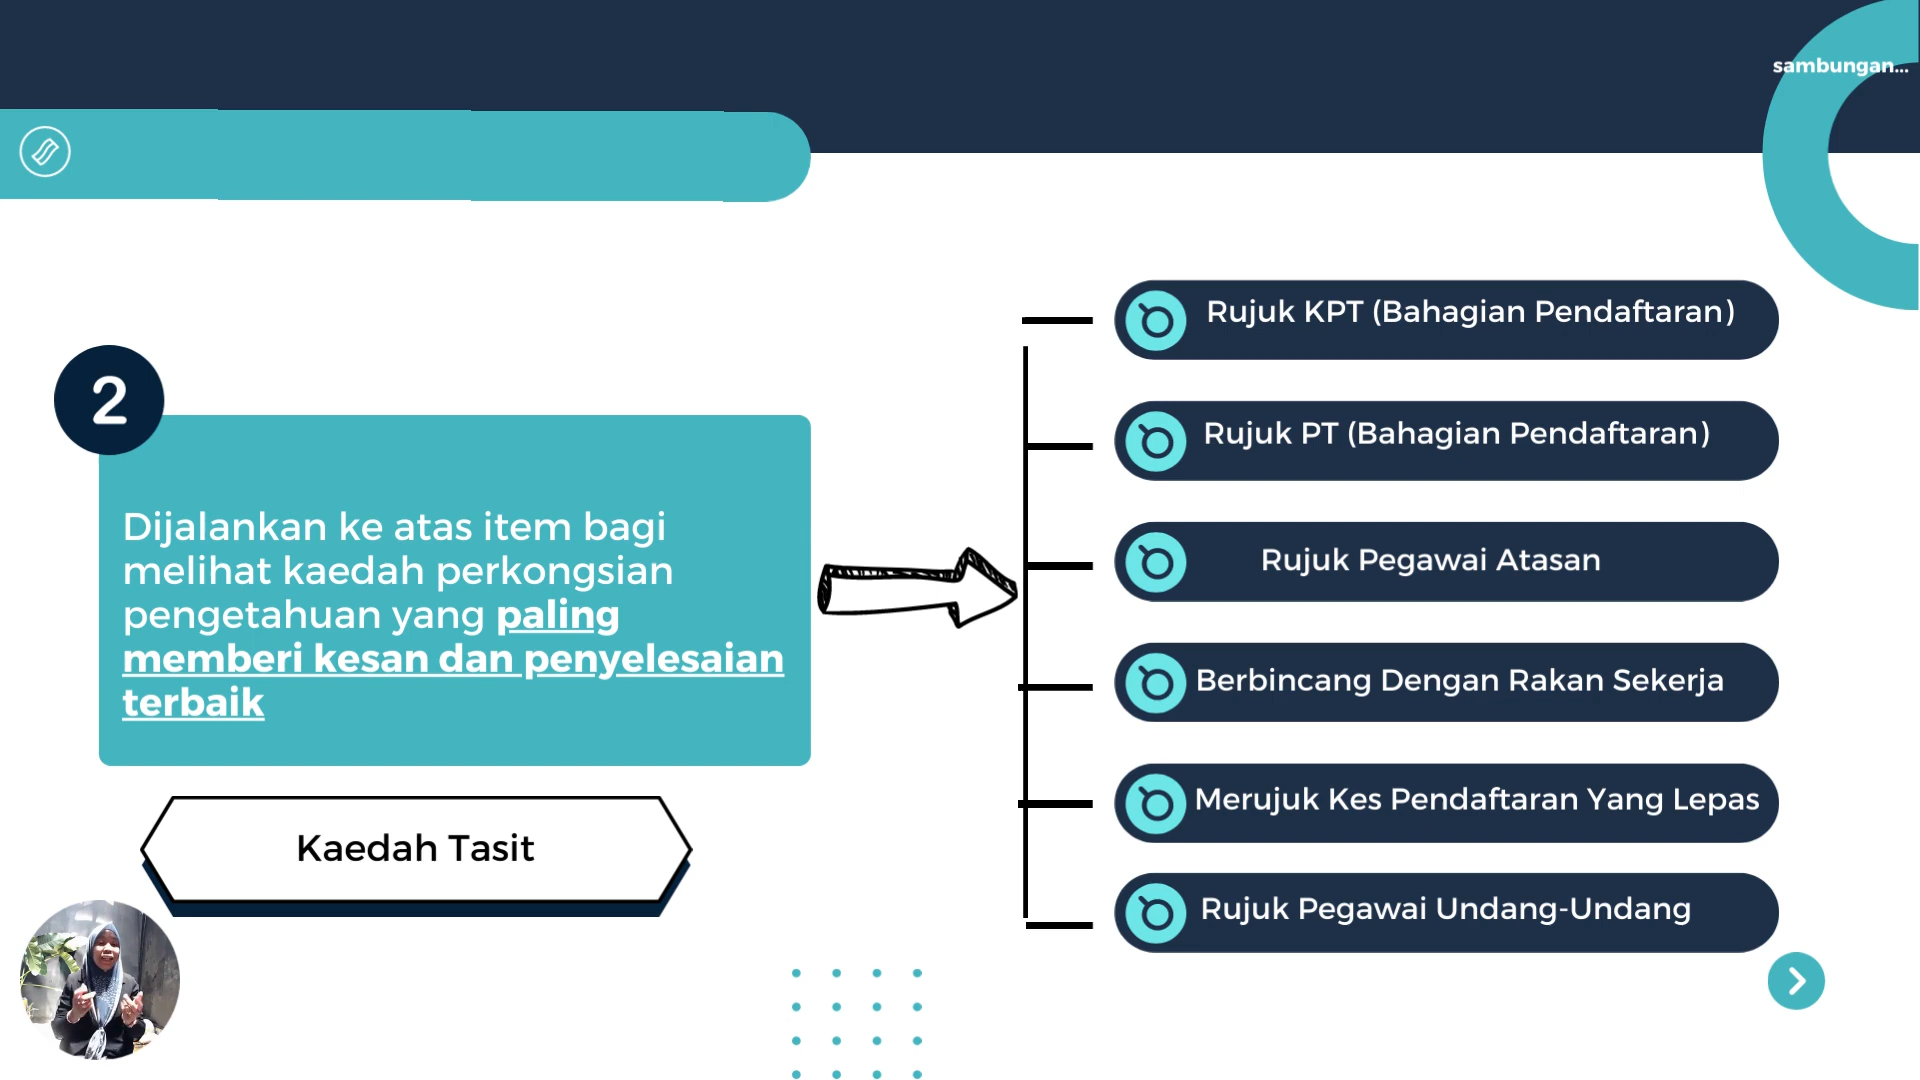 sambungan...
2
Dijalankan ke atas item bagi
melihat kaedah perkongsian
pengetahuan yang paling
memberi kesan dan penyelesaian
terbaik
Kaedah Tasit
Rujuk KPT (Bahagian Pendaftaran)
Rujuk PT (Bahagian Pendaftaran)
Rujuk Pegawai Atasan
Berbincang Dengan Rakan Sekerja
Merujuk Kes Pendaftaran Yang Lepas
Rujuk Pegawai Undang-Undang